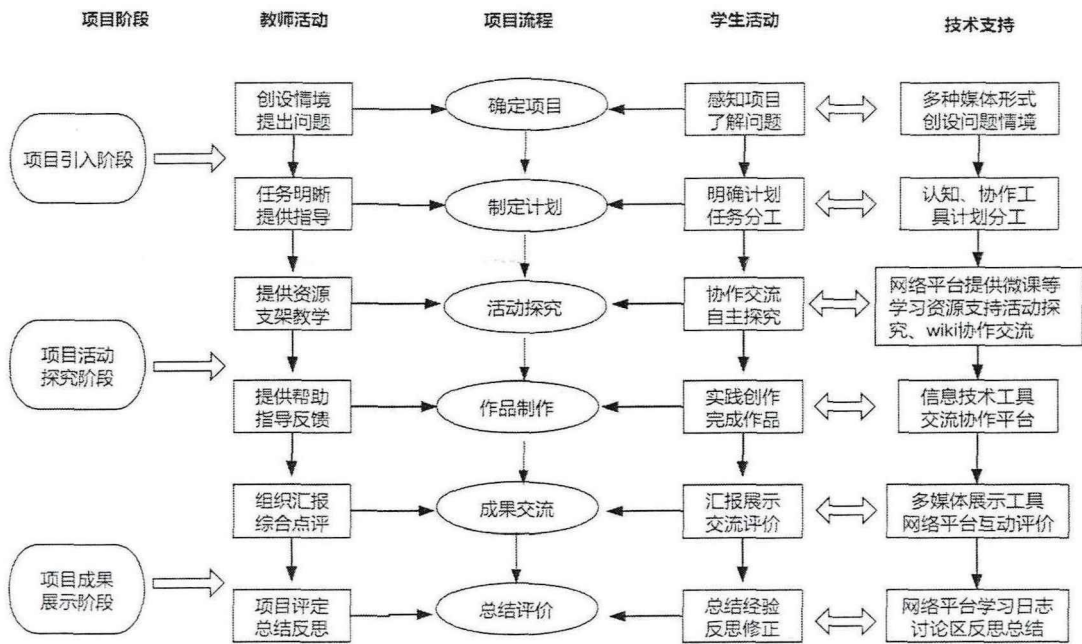 项目阶段
教师活动
项目流程
学生活动
技术支持
项目引入阶段
创设情境
提出问题
确定项目
感知项目
了解问题
多种媒体形式
创设问题情境
任务明晰
提供指导
制定计划
明确计划
任务分工
认知、协作工
具计划分工
项目活动
探究阶段
提供资源
支架教学
活动探究
协作交流
自主探究
网络平台提供微课等
学习资源支持活动探
究、wiki协作交流
提供帮助
指导反馈
作品制作
实践创作
完成作品
信息技术工具
交流协作平台
项目成果
展示阶段
组织汇报
综合点评
成果交流
汇报展示
交流评价
多媒体展示工具
网络平台互动评价
项目评定
总结反思
总结评价
总结经验
反思修正
网络平台学习日志
讨论区反思总结